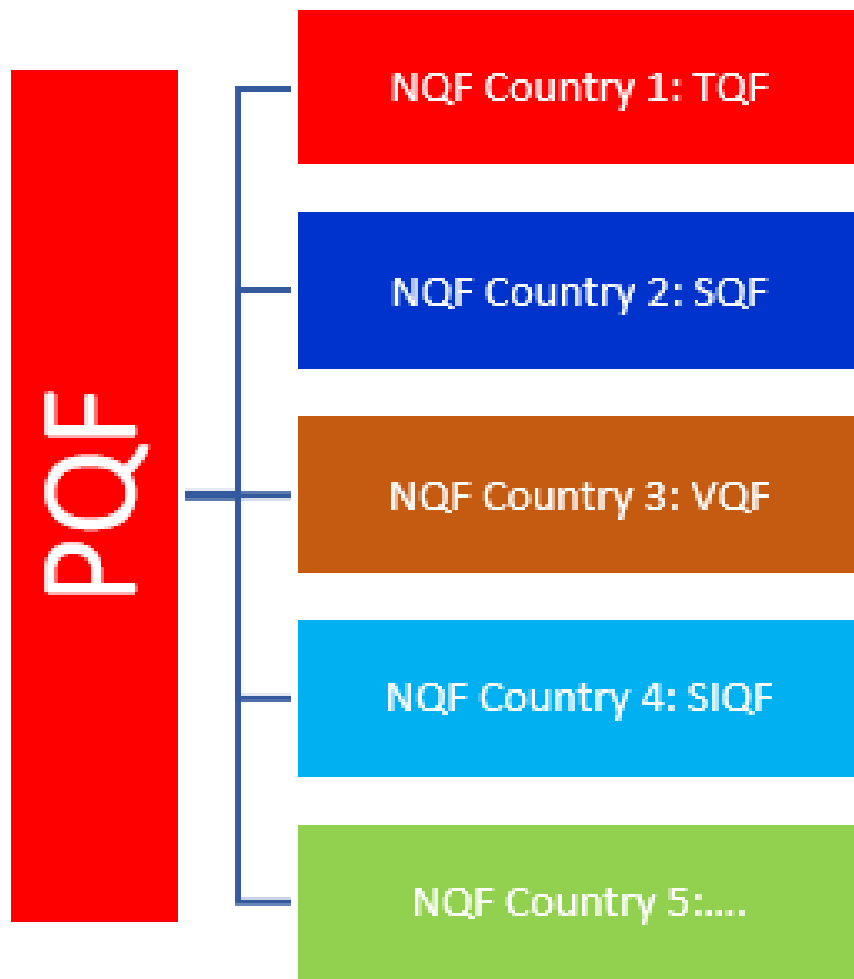 PQF
NQF Country 1: TQF
NQF Country 2: SQF
NQF Country 3: VQF
NQF Country 4: SIQF
NQF Country 5:....